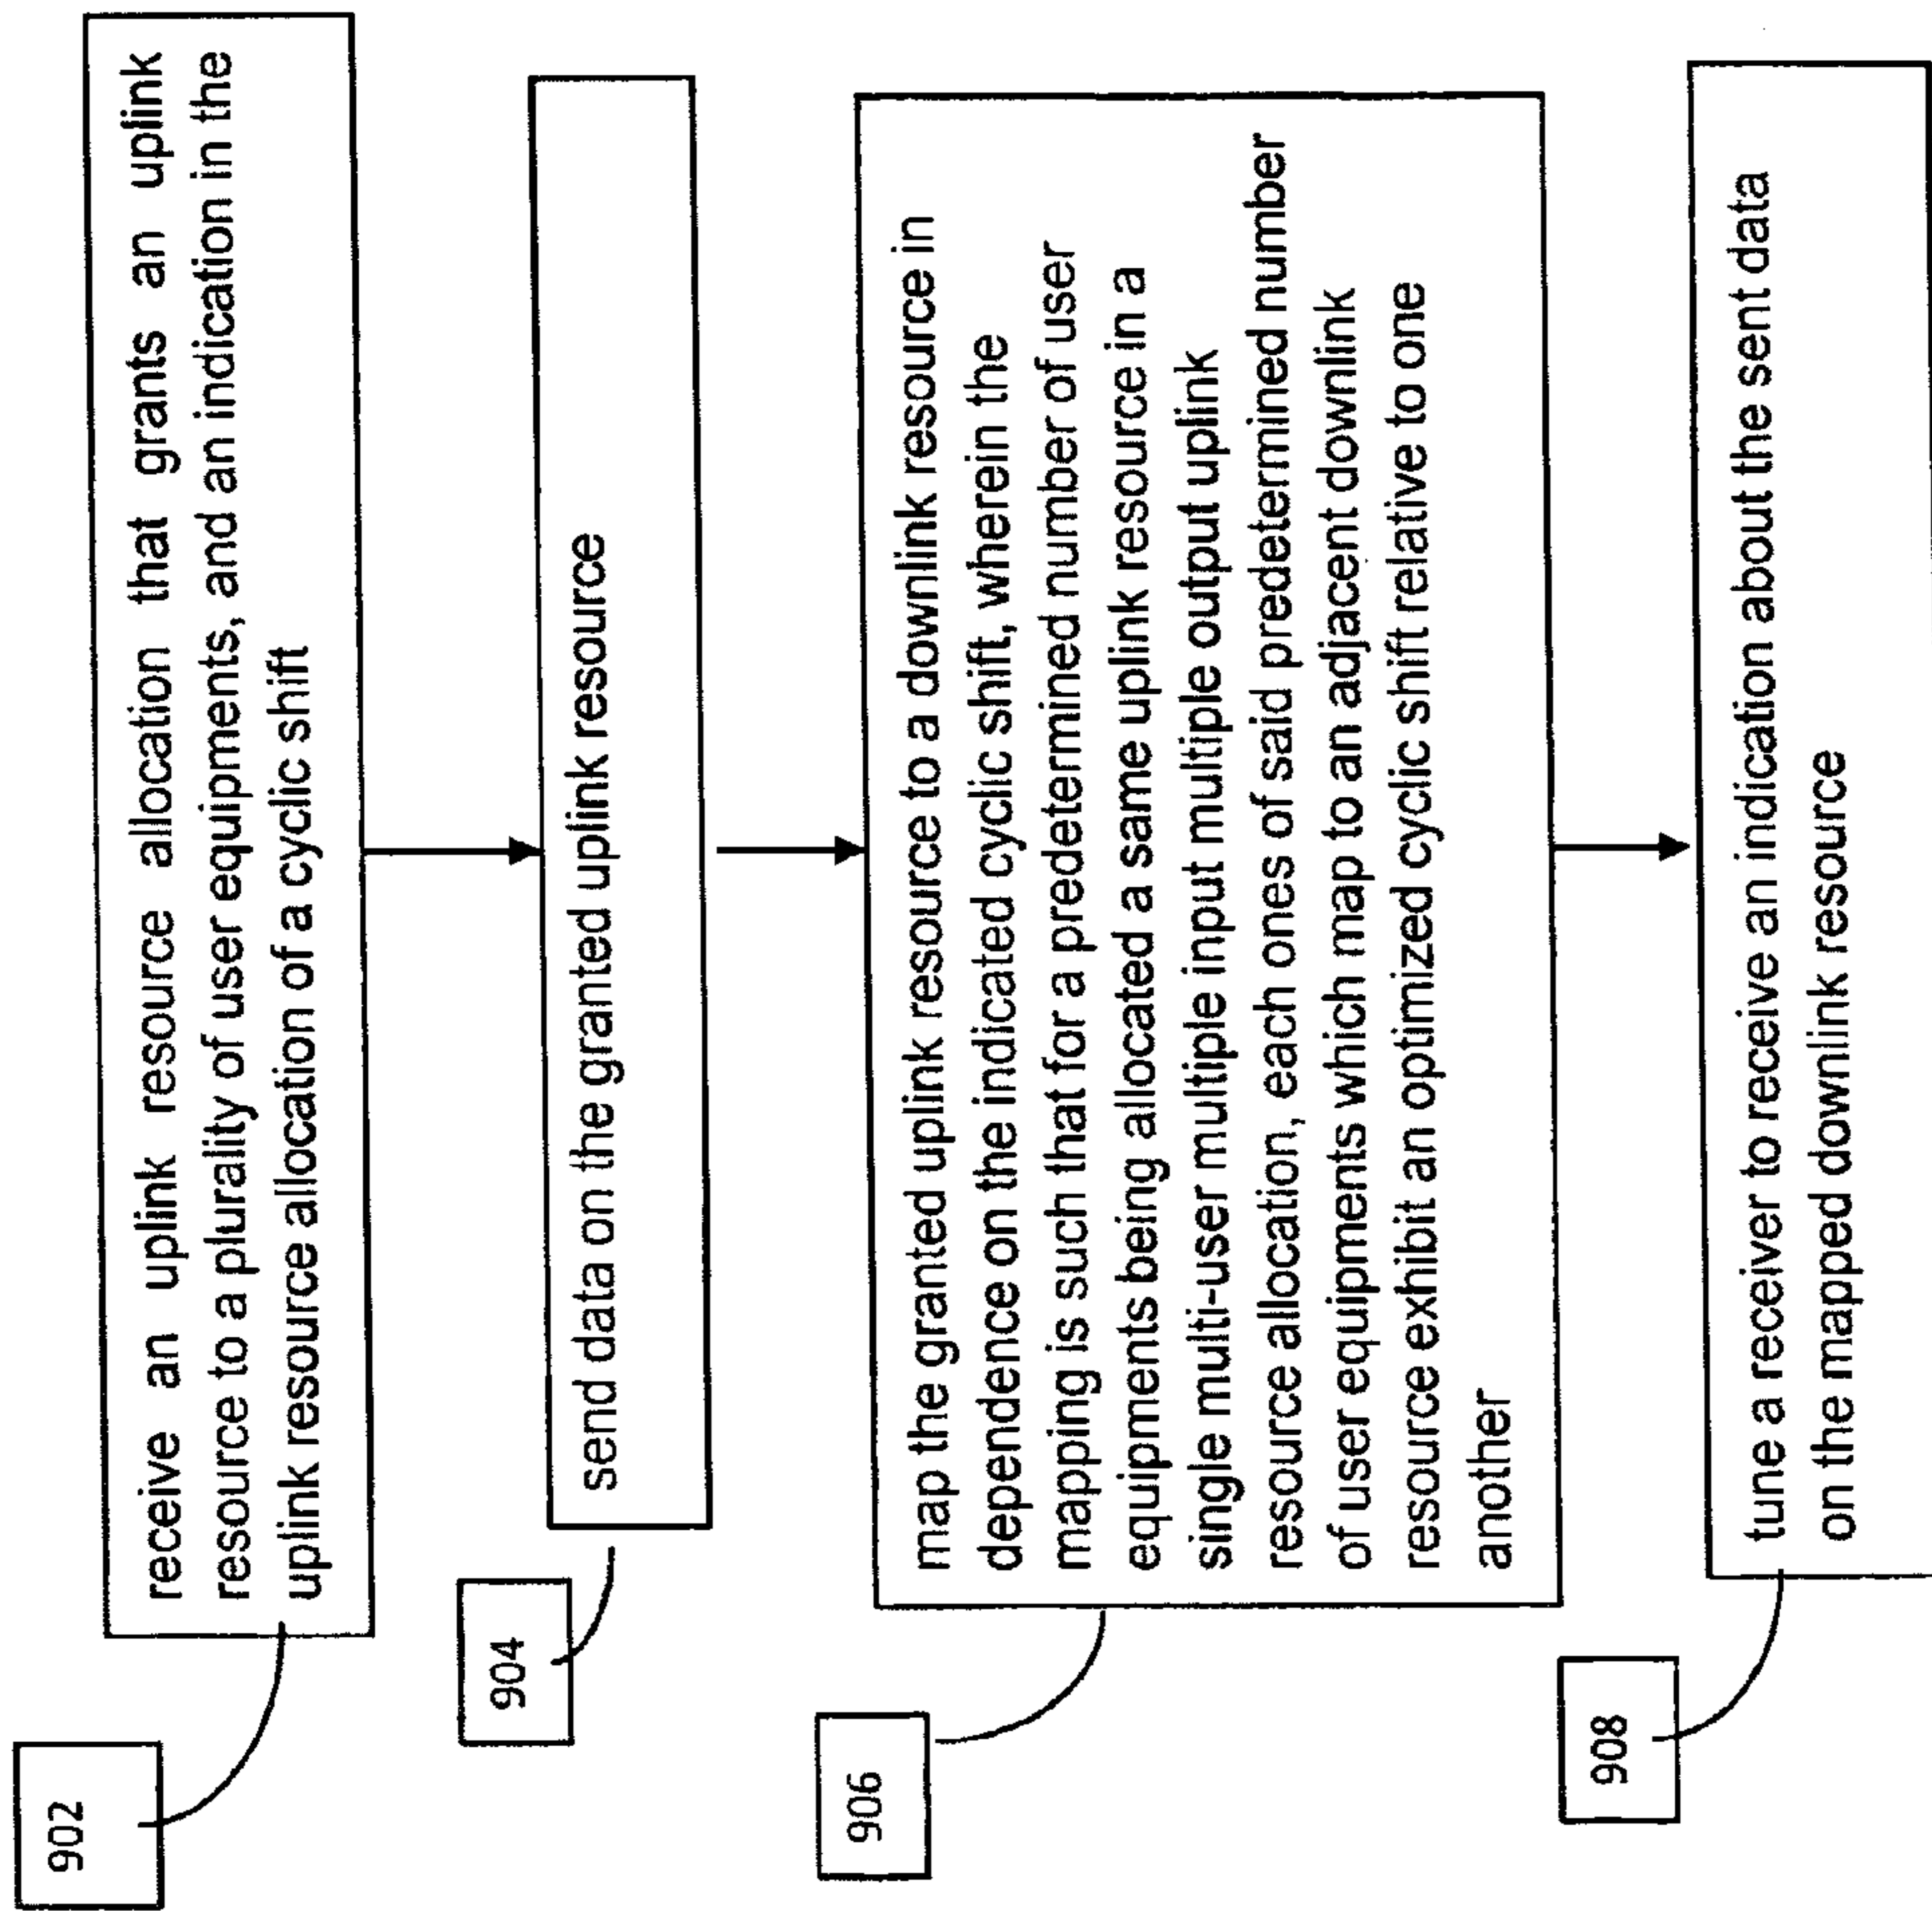 902
receive an uplink resource allocation that grants an uplink
resource to a plurality of user equipments, and an indication in the
uplink resource allocation of a cyclic shift
904
send data on the granted uplink resource
906
map the granted uplink resource to a downlink resource in
dependence on the indicated cyclic shift, wherein the
mapping is such that for a predetermined number of user
equipments being allocated a same uplink resource in a
single multi-user multiple input multiple output uplink
resource allocation, each ones of said predetermined number
of user equipments which map to an adjacent downlink
resource exhibit an optimized cyclic shift relative to one
another
908
tune a receiver to receive an indication about the sent data
on the mapped downlink resource